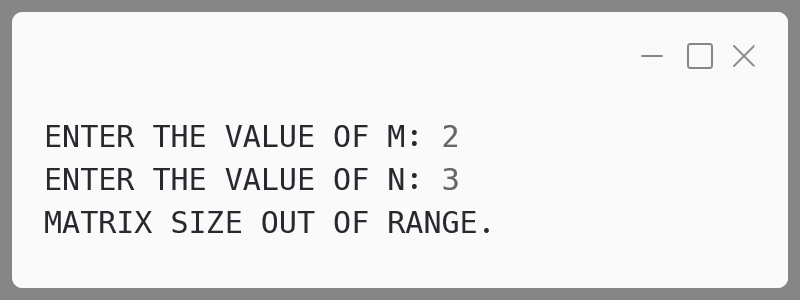 ENTER THE VALUE OF M: 2
ENTER THE VALUE OF N: 3
MATRIX SIZE OUT OF RANGE.